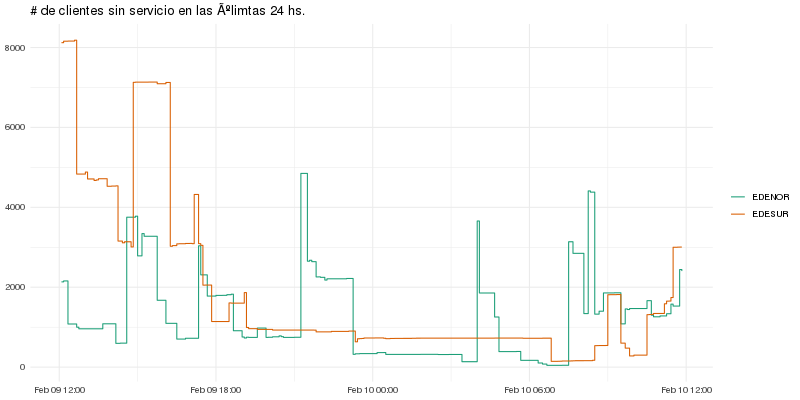 # de clientes sin servicio en las Ãºlimtas 24 hs.
8000
6000
4000
2000
0
Feb 09 12:00
Feb 09 18:00
Feb 10 00:00
Feb 10 06:00
Feb 10 12:00
EDENOR
EDESUR